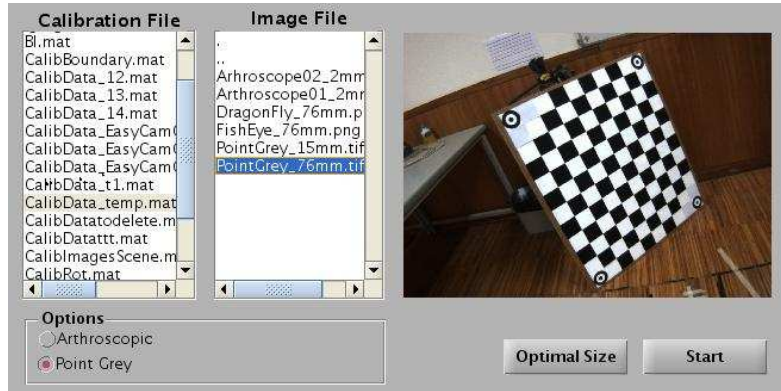 Calibration File
Bl.mat
CalibBoundary.mat
CalibData_12.mat
CalibData_13.mat
CalibData_14.mat
CalibData_EasyCam
CalibData_EasyCam
CalibData_EasyCam
CalibData_t1.mat
CalibData_temp.mat
CalibDatatodelete.m
CalibDatattt.mat
CalibImagesScene.m
CalibRot.mat
Image File
.
..
Arhroscope02_2mm
Arthroscope01_2mr
DragonFly_76mm.p
FishEye_76mm.png
PointGrey_15mm.tif
PointGrey_76mm.tif
Options
Arthroscopic
Point Grey
Optimal Size
Start